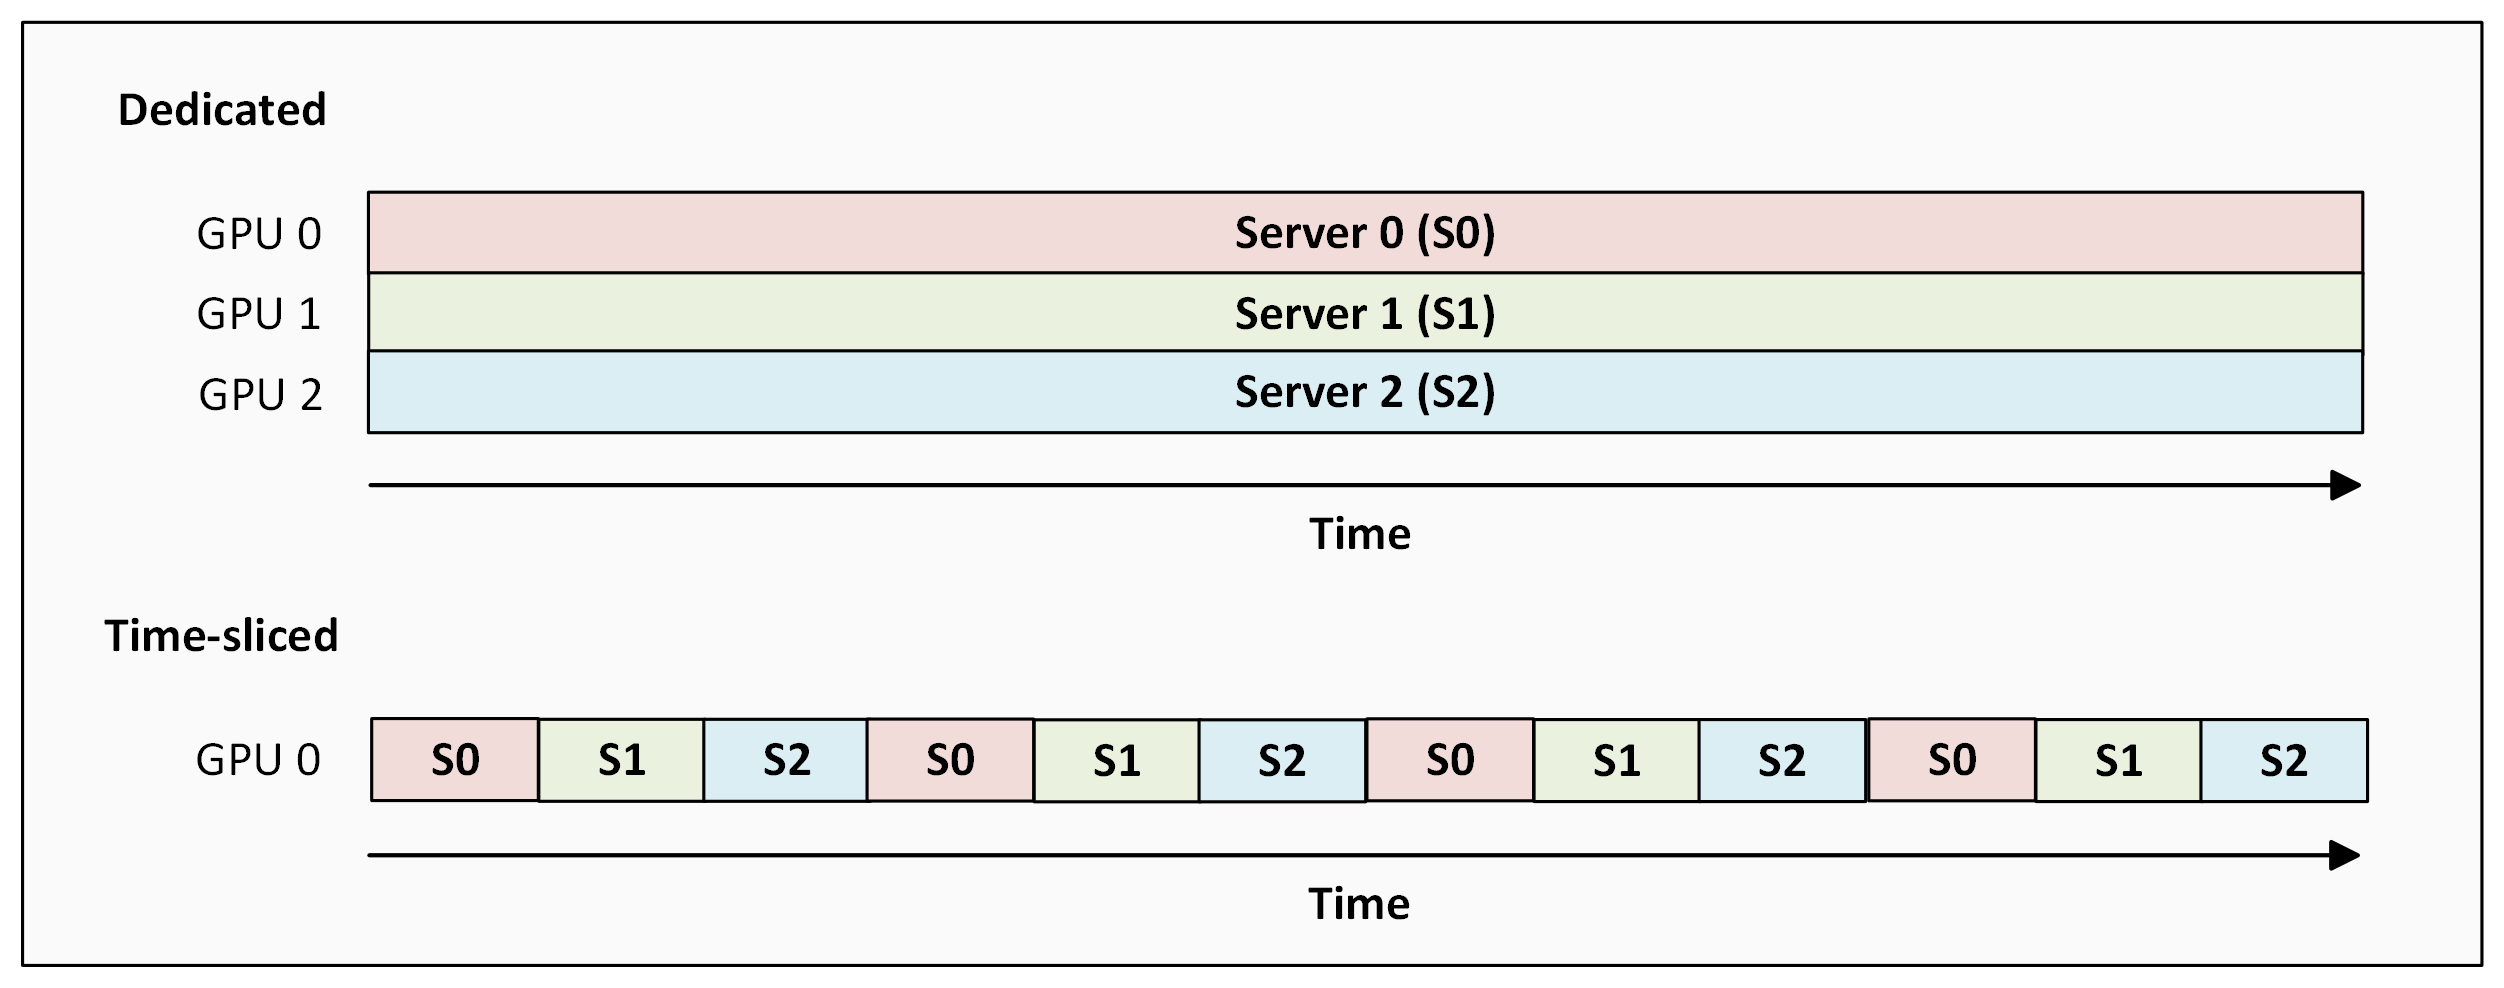 Dedicated
GPU 0 Server 0 (S0)
GPU 1 Server 1 (S1)
GPU 2 Server 2 (S2)
Time
Time-sliced
GPU 0 S0 S1 S2 S0 S1 S2 S0 S1 S2 S0 S1 S2
Time